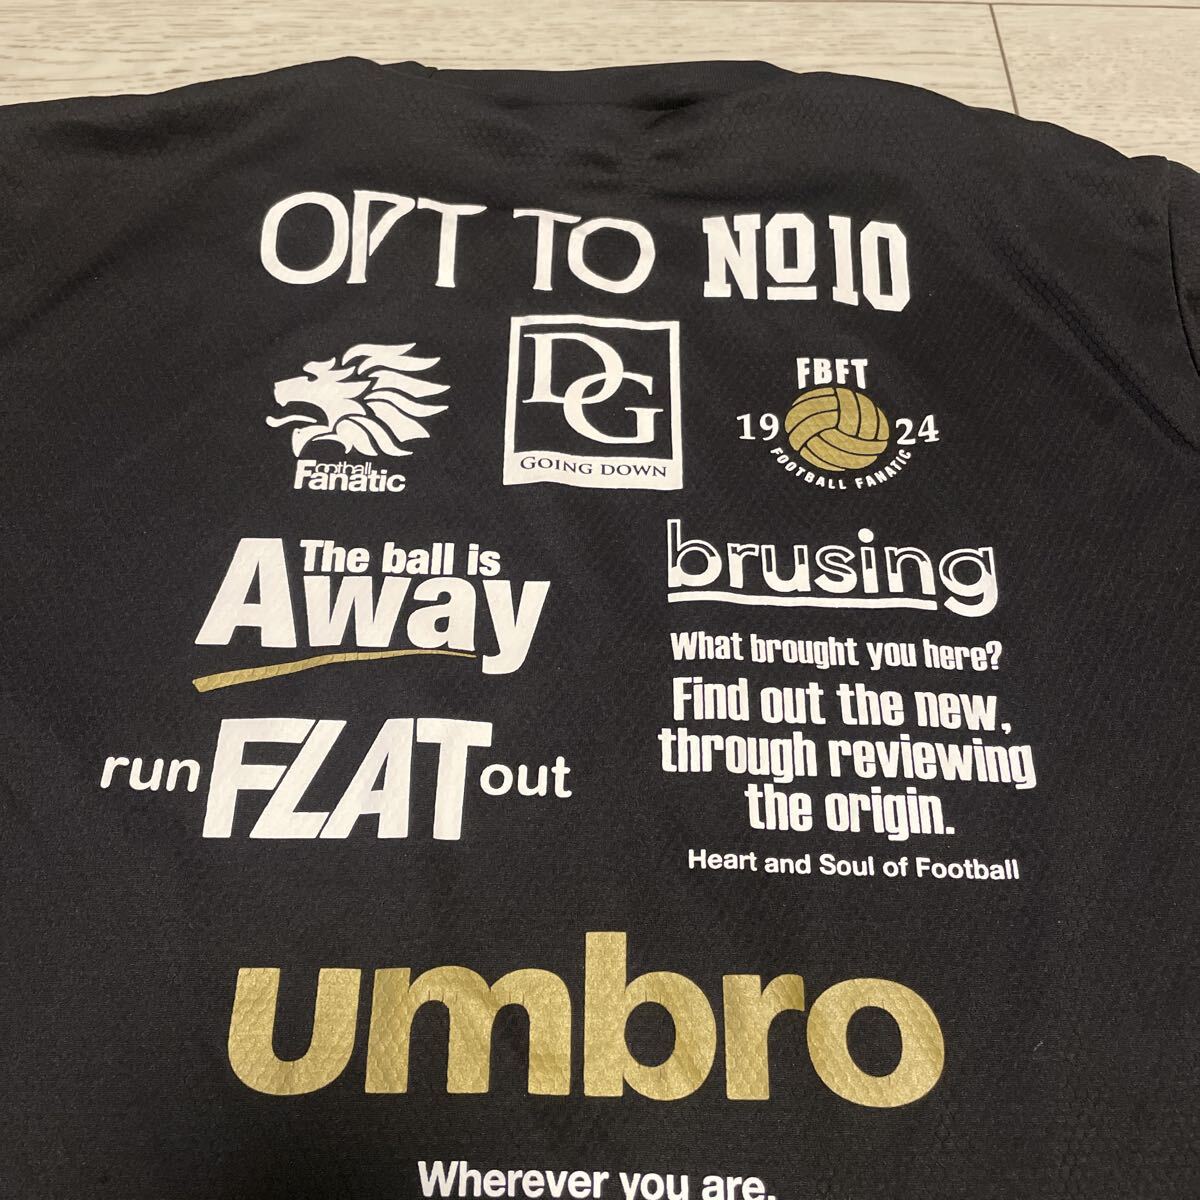 OPT TO No10
Football
Fanatic
DG
GOING DOWN
FBFT
19 24
FOOTBALL FANATIC
The ball is
Away
brusing
What brought you here?
Find out the new,
through reviewing
the origin.
Heart and Soul of Football
run FLAT out
umbro
Wherever you are,